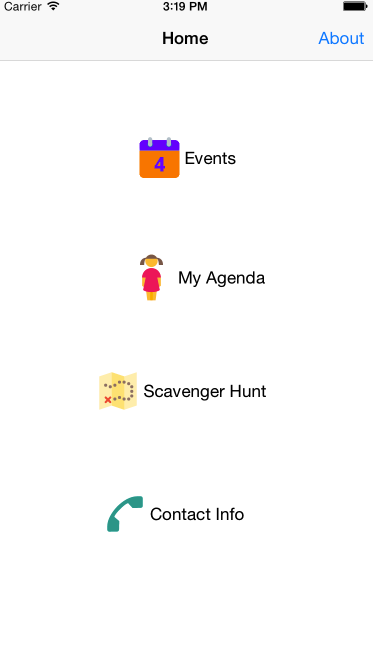 Carrier 3:19 PM
Home About
4 Events
My Agenda
Scavenger Hunt
Contact Info